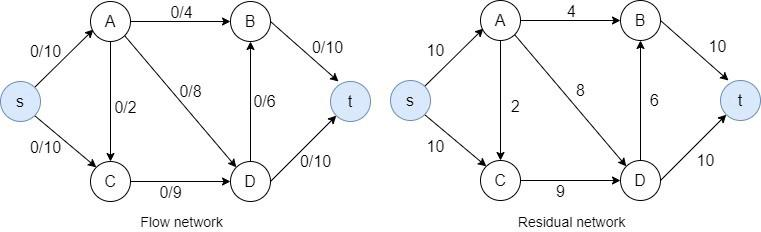 A 0/4 B
0/10 0/10
s 0/2 0/8 0/6 t
0/10 0/10
C 0/9 D
Flow network
A 4 B
10 10
s 2 8 6 t
10 10
C 9 D
Residual network